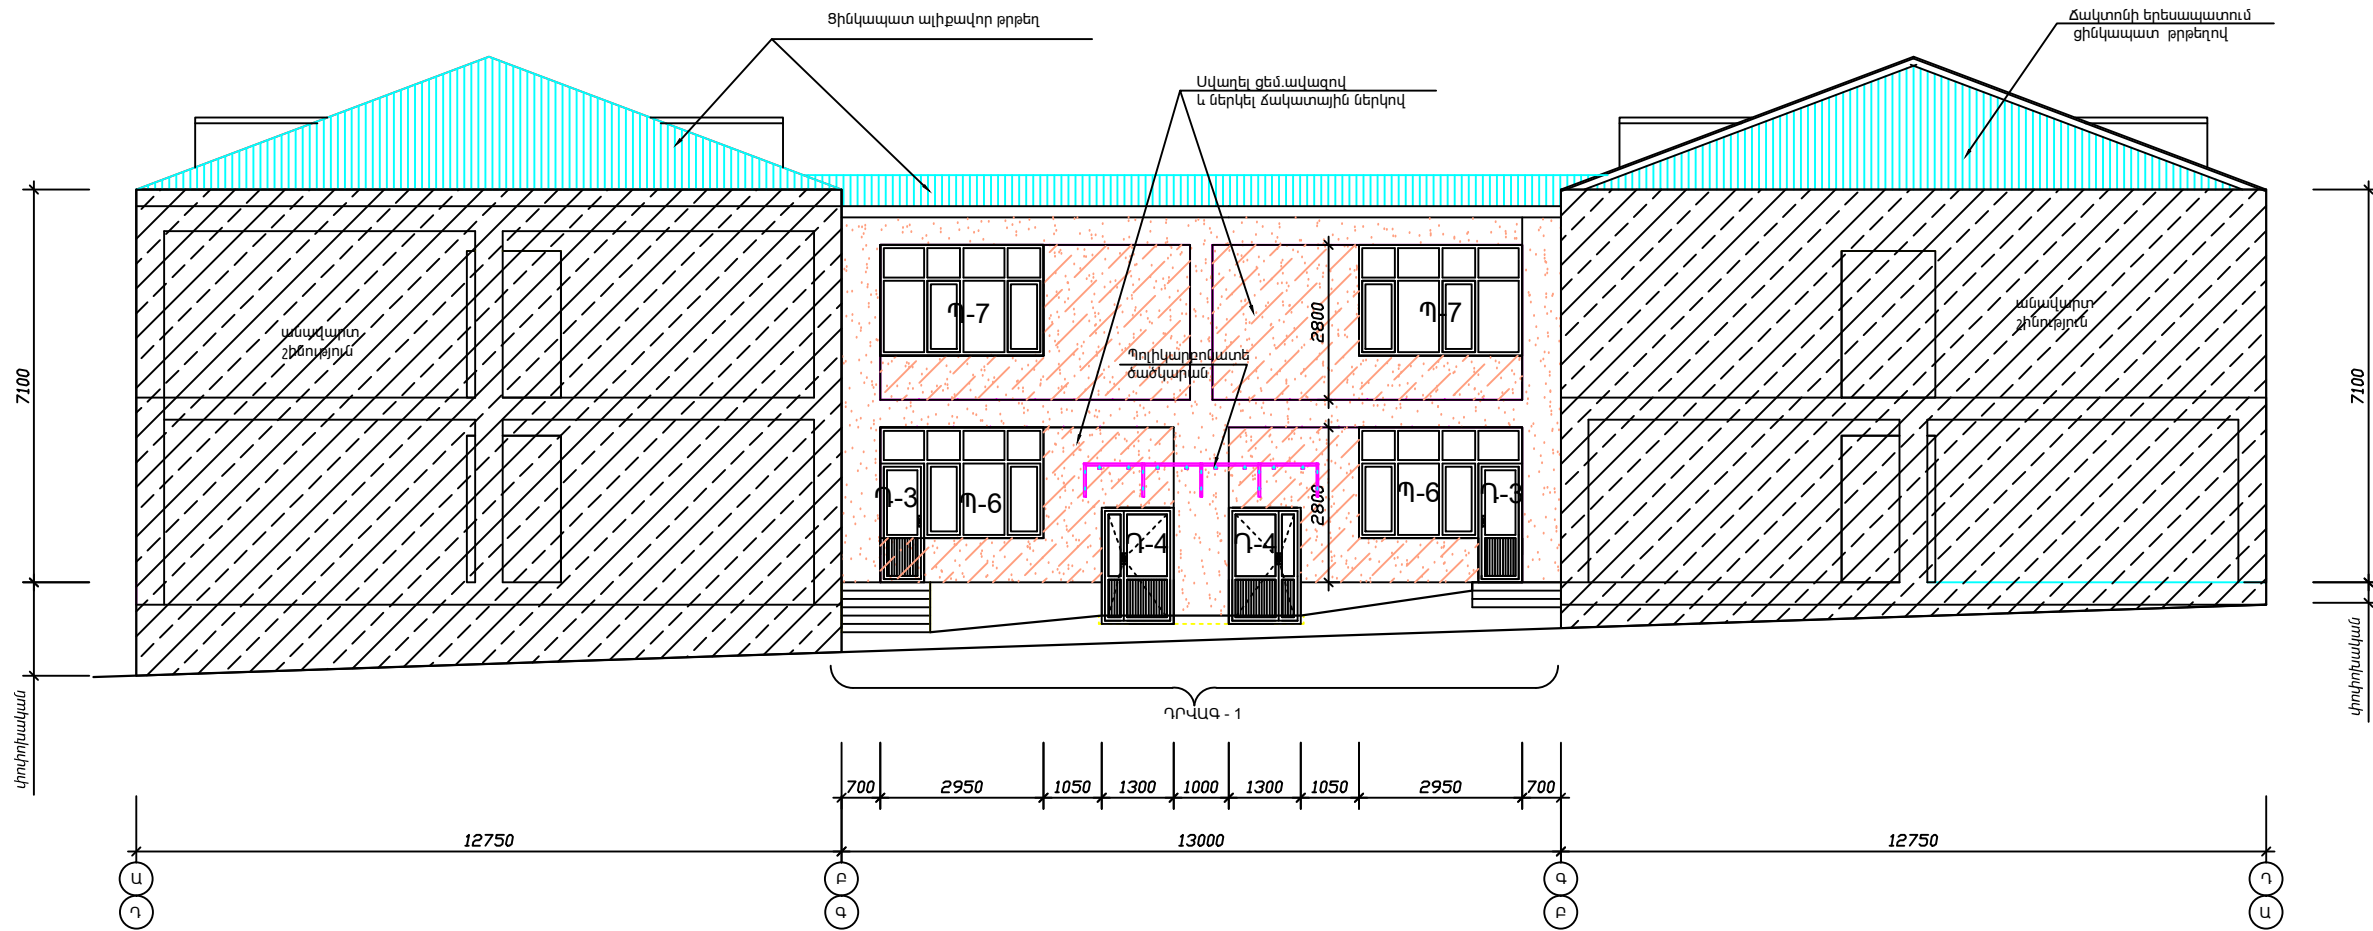 Ցինկապատ ալիքավոր թրթեղ
Ճակտոնի երեսապատում
ցինկապատ թրթեղով
Սվաղել ցեմ.ավազով
և ներկել ճակատային ներկով
անավարտ
շինություն
անավարտ
շինություն
Պ-7
Պ-7
2800
Պոլիկարբոնատե
ծածկարան
7100
7100
Դ-3
Պ-6
Պ-6
Դ-3
2800
Դ-4
Դ-4
փոփոխական
փոփոխական
ԴՐՎԱԳ - 1
700 2950 1050 1300 1000 1300 1050 2950 700
12750 13000 12750
Ա Բ Գ Դ
Դ Գ Բ Ա